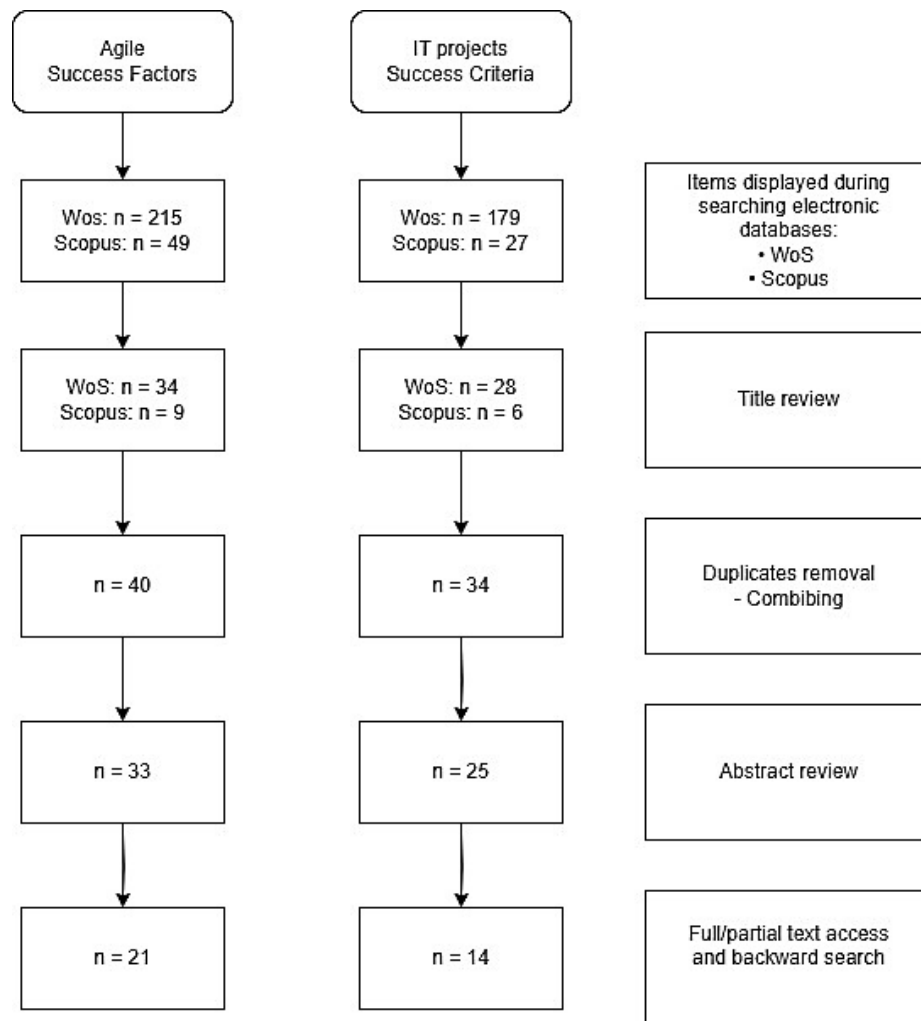 Agile
Success Factors
IT projects
Success Criteria
Wos: n = 215
Scopus: n = 49
Wos: n = 179
Scopus: n = 27
Items displayed during
searching electronic
databases:
• WoS
• Scopus
WoS: n = 34
Scopus: n = 9
WoS: n = 28
Scopus: n = 6
Title review
n = 40
n = 34
Duplicates removal
- Combibing
n = 33
n = 25
Abstract review
n = 21
n = 14
Full/partial text access
and backward search